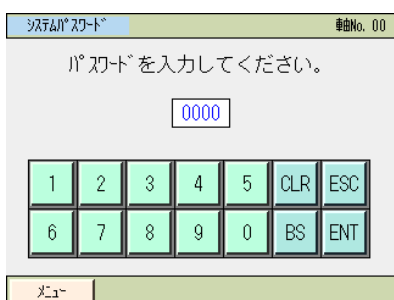 ｼｽﾃﾑﾊﾟｽﾜｰﾄﾞ 軸No. 00
ﾊﾟｽﾜｰﾄﾞを入力してください。
0000
1 2 3 4 5 CLR ESC
6 7 8 9 0 BS ENT
ﾒﾆｭｰ